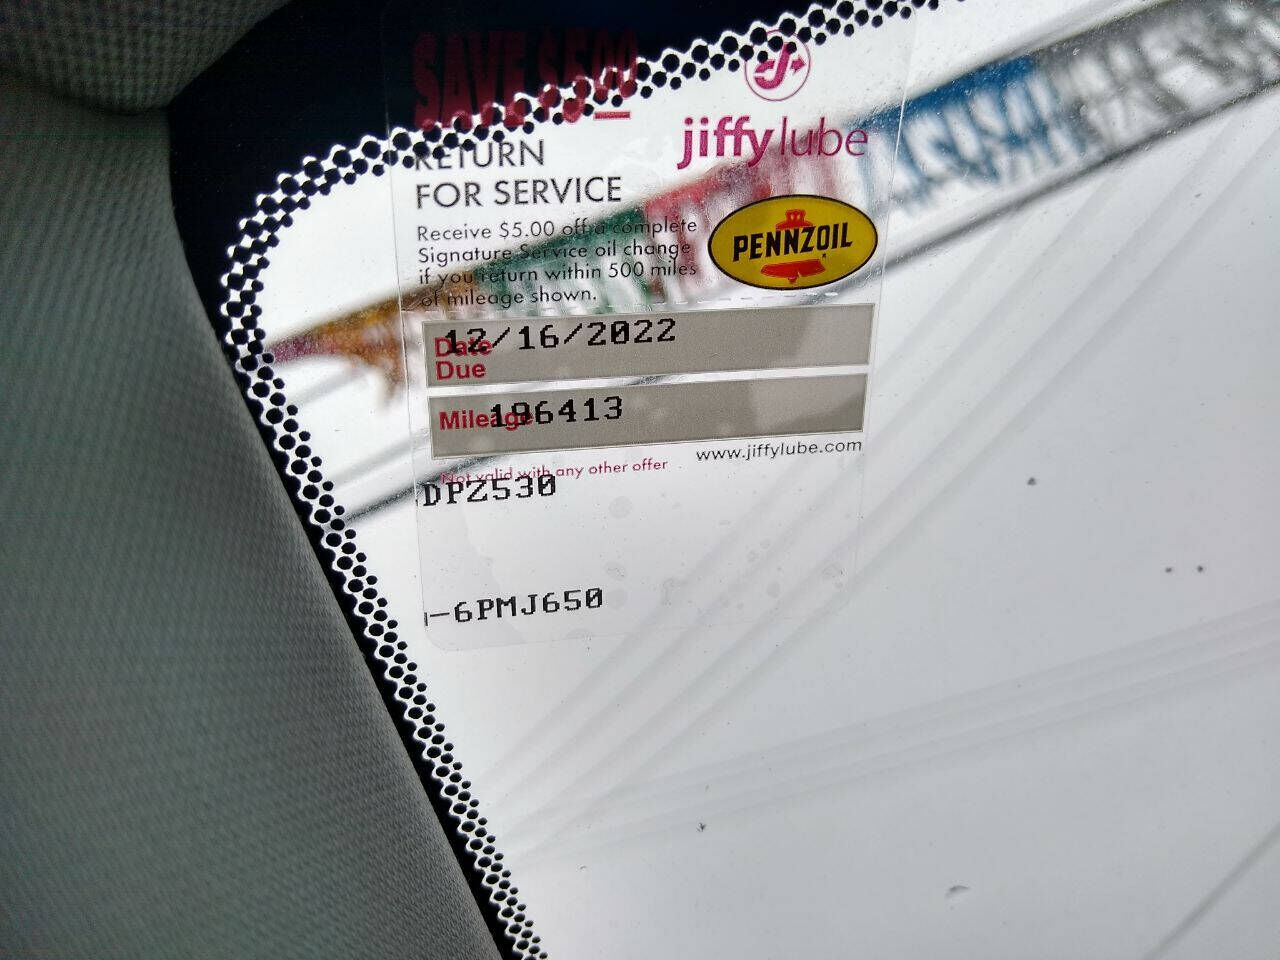 SAVE $5.00
RETURN
FOR SERVICE
Receive $5.00 off a complete
Signature Service oil change
if you return within 500 miles
of mileage shown.
jiffy lube
PENNZOIL
Date
Due
12/16/2022
Mileage
196413
www.jiffylube.com
Not valid with any other offer
DPZ530
-6PMJ650